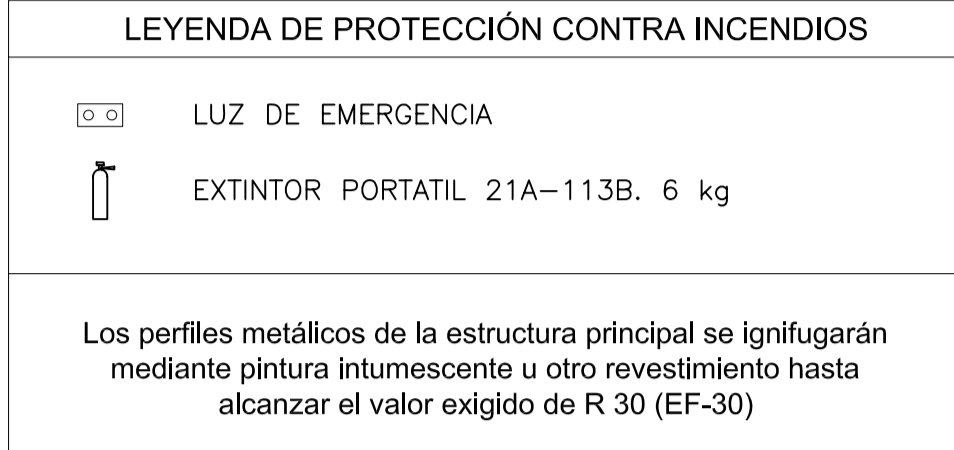 LEYENDA DE PROTECCIÓN CONTRA INCENDIOS
LUZ DE EMERGENCIA
EXTINTOR PORTATIL 21A-113B. 6 kg
Los perfiles metálicos de la estructura principal se ignifugarán
mediante pintura intumescente u otro revestimiento hasta
alcanzar el valor exigido de R 30 (EF-30)